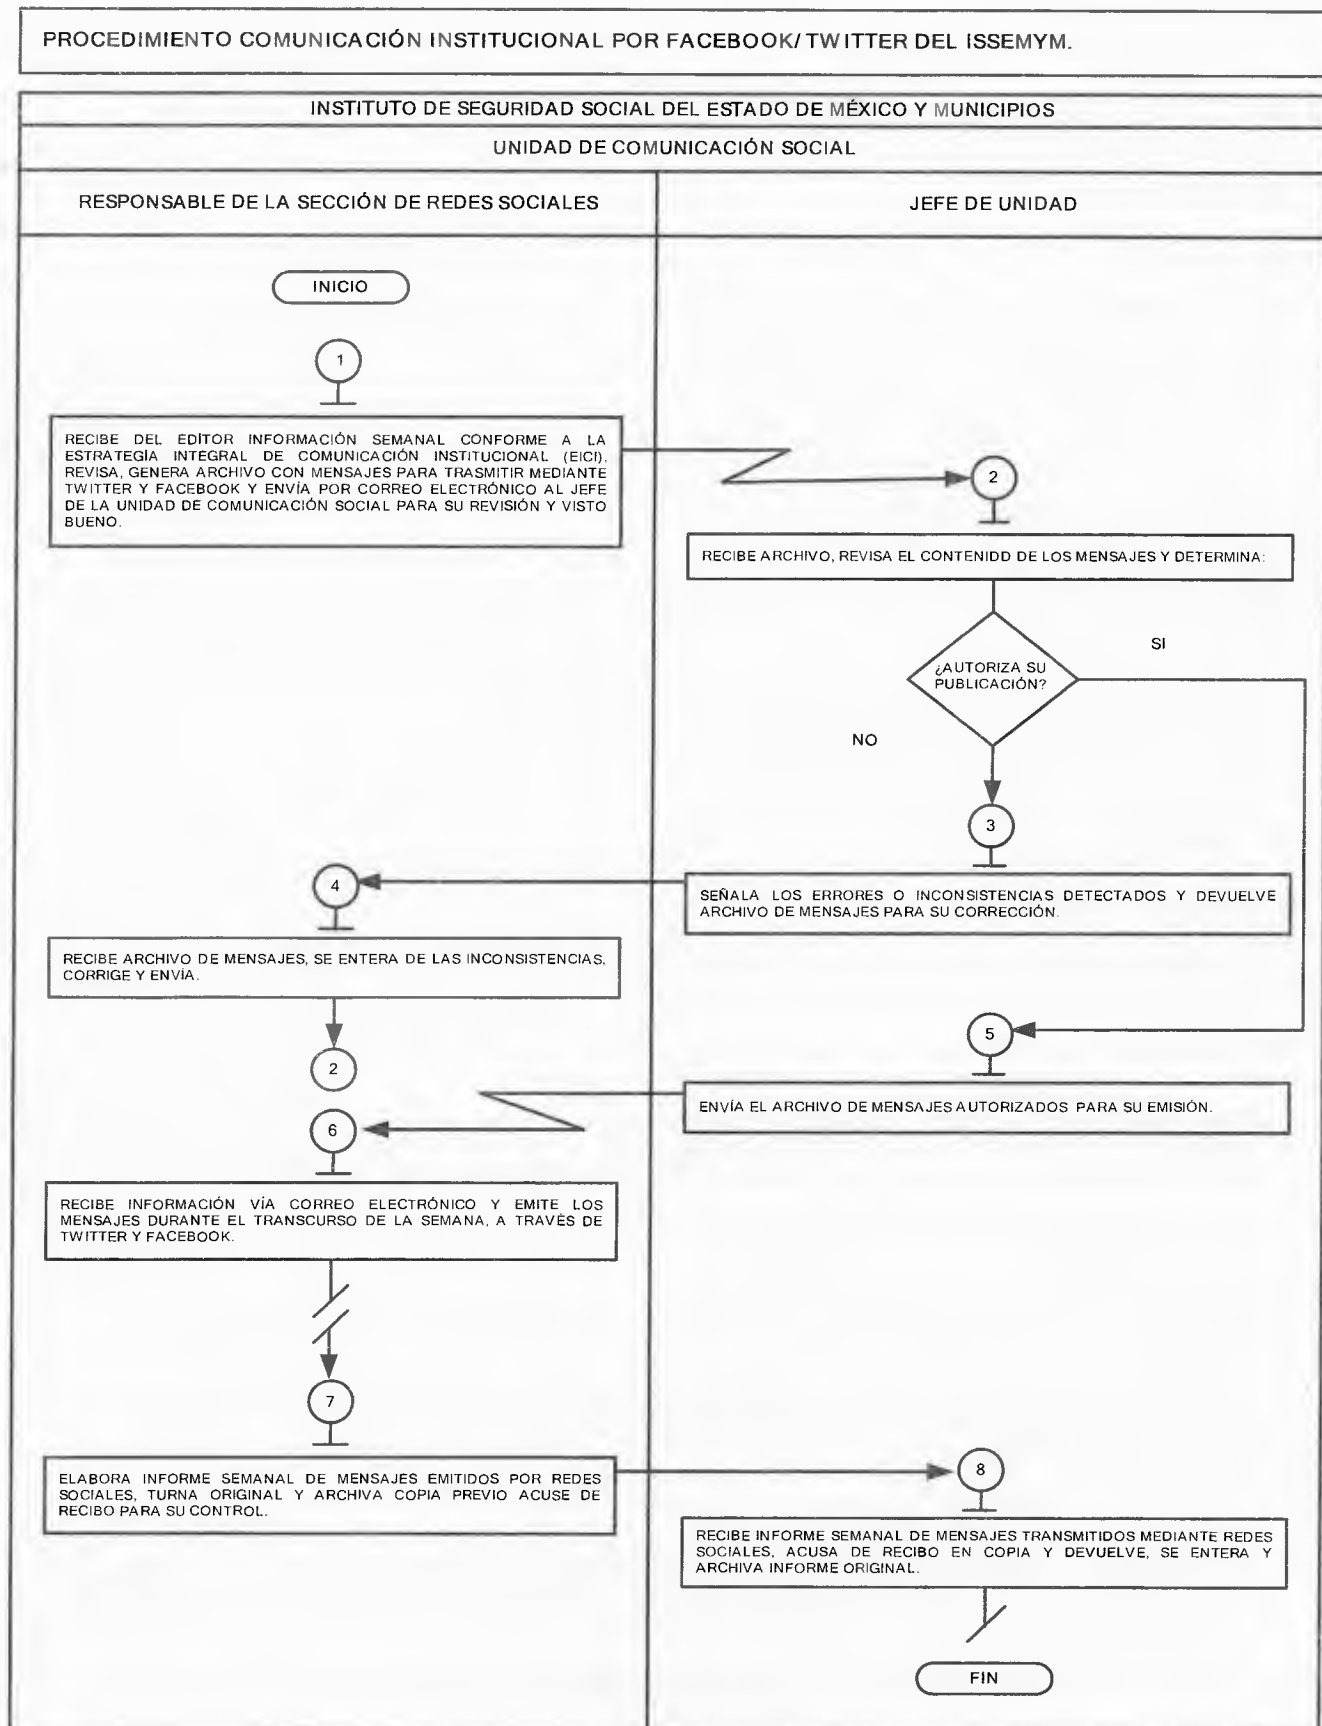 PROCEDIMIENTO COMUNICACIÓN INSTITUCIONAL POR FACEBOOK/ TWITTER DEL ISSEMYM.
INSTITUTO DE SEGURIDAD SOCIAL DEL ESTADO DE MÉXICO Y MUNICIPIOS
UNIDAD DE COMUNICACIÓN SOCIAL
RESPONSABLE DE LA SECCIÓN DE REDES SOCIALES
JEFE DE UNIDAD
INICIO
1
RECIBE DEL EDITOR INFORMACIÓN SEMANAL CONFORME A LA
ESTRATEGIA INTEGRAL DE COMUNICACIÓN INSTITUCIONAL (EICI),
REVISA, GENERA ARCHIVO CON MENSAJES PARA TRASMITIR MEDIANTE
TWITTER Y FACEBOOK Y ENVÍA POR CORREO ELECTRÓNICO AL JEFE
DE LA UNIDAD DE COMUNICACIÓN SOCIAL PARA SU REVISIÓN Y VISTO
BUENO.
2
RECIBE ARCHIVO, REVISA EL CONTENIDD DE LOS MENSAJES Y DETERMINA:
SI
¿AUTORIZA SU
PUBLICACIÓN?
NO
3
SEÑALA LOS ERRORES O INCONSISTENCIAS DETECTADOS Y DEVUELVE
ARCHIVO DE MENSAJES PARA SU CORRECCIÓN.
4
RECIBE ARCHIVO DE MENSAJES, SE ENTERA DE LAS INCONSISTENCIAS,
CORRIGE Y ENVÍA.
2
5
ENVÍA EL ARCHIVO DE MENSAJES AUTORIZADOS PARA SU EMISIÓN.
6
RECIBE INFORMACIÓN VÍA CORREO ELECTRÓNICO Y EMITE LOS
MENSAJES DURANTE EL TRANSCURSO DE LA SEMANA, A TRAVÉS DE
TWITTER Y FACEBOOK.
7
ELABORA INFORME SEMANAL DE MENSAJES EMITIDOS POR REDES
SOCIALES, TURNA ORIGINAL Y ARCHIVA COPIA PREVIO ACUSE DE
RECIBO PARA SU CONTROL.
8
RECIBE INFORME SEMANAL DE MENSAJES TRANSMITIDOS MEDIANTE REDES
SOCIALES, ACUSA DE RECIBO EN COPIA Y DEVUELVE, SE ENTERA Y
ARCHIVA INFORME ORIGINAL.
FIN